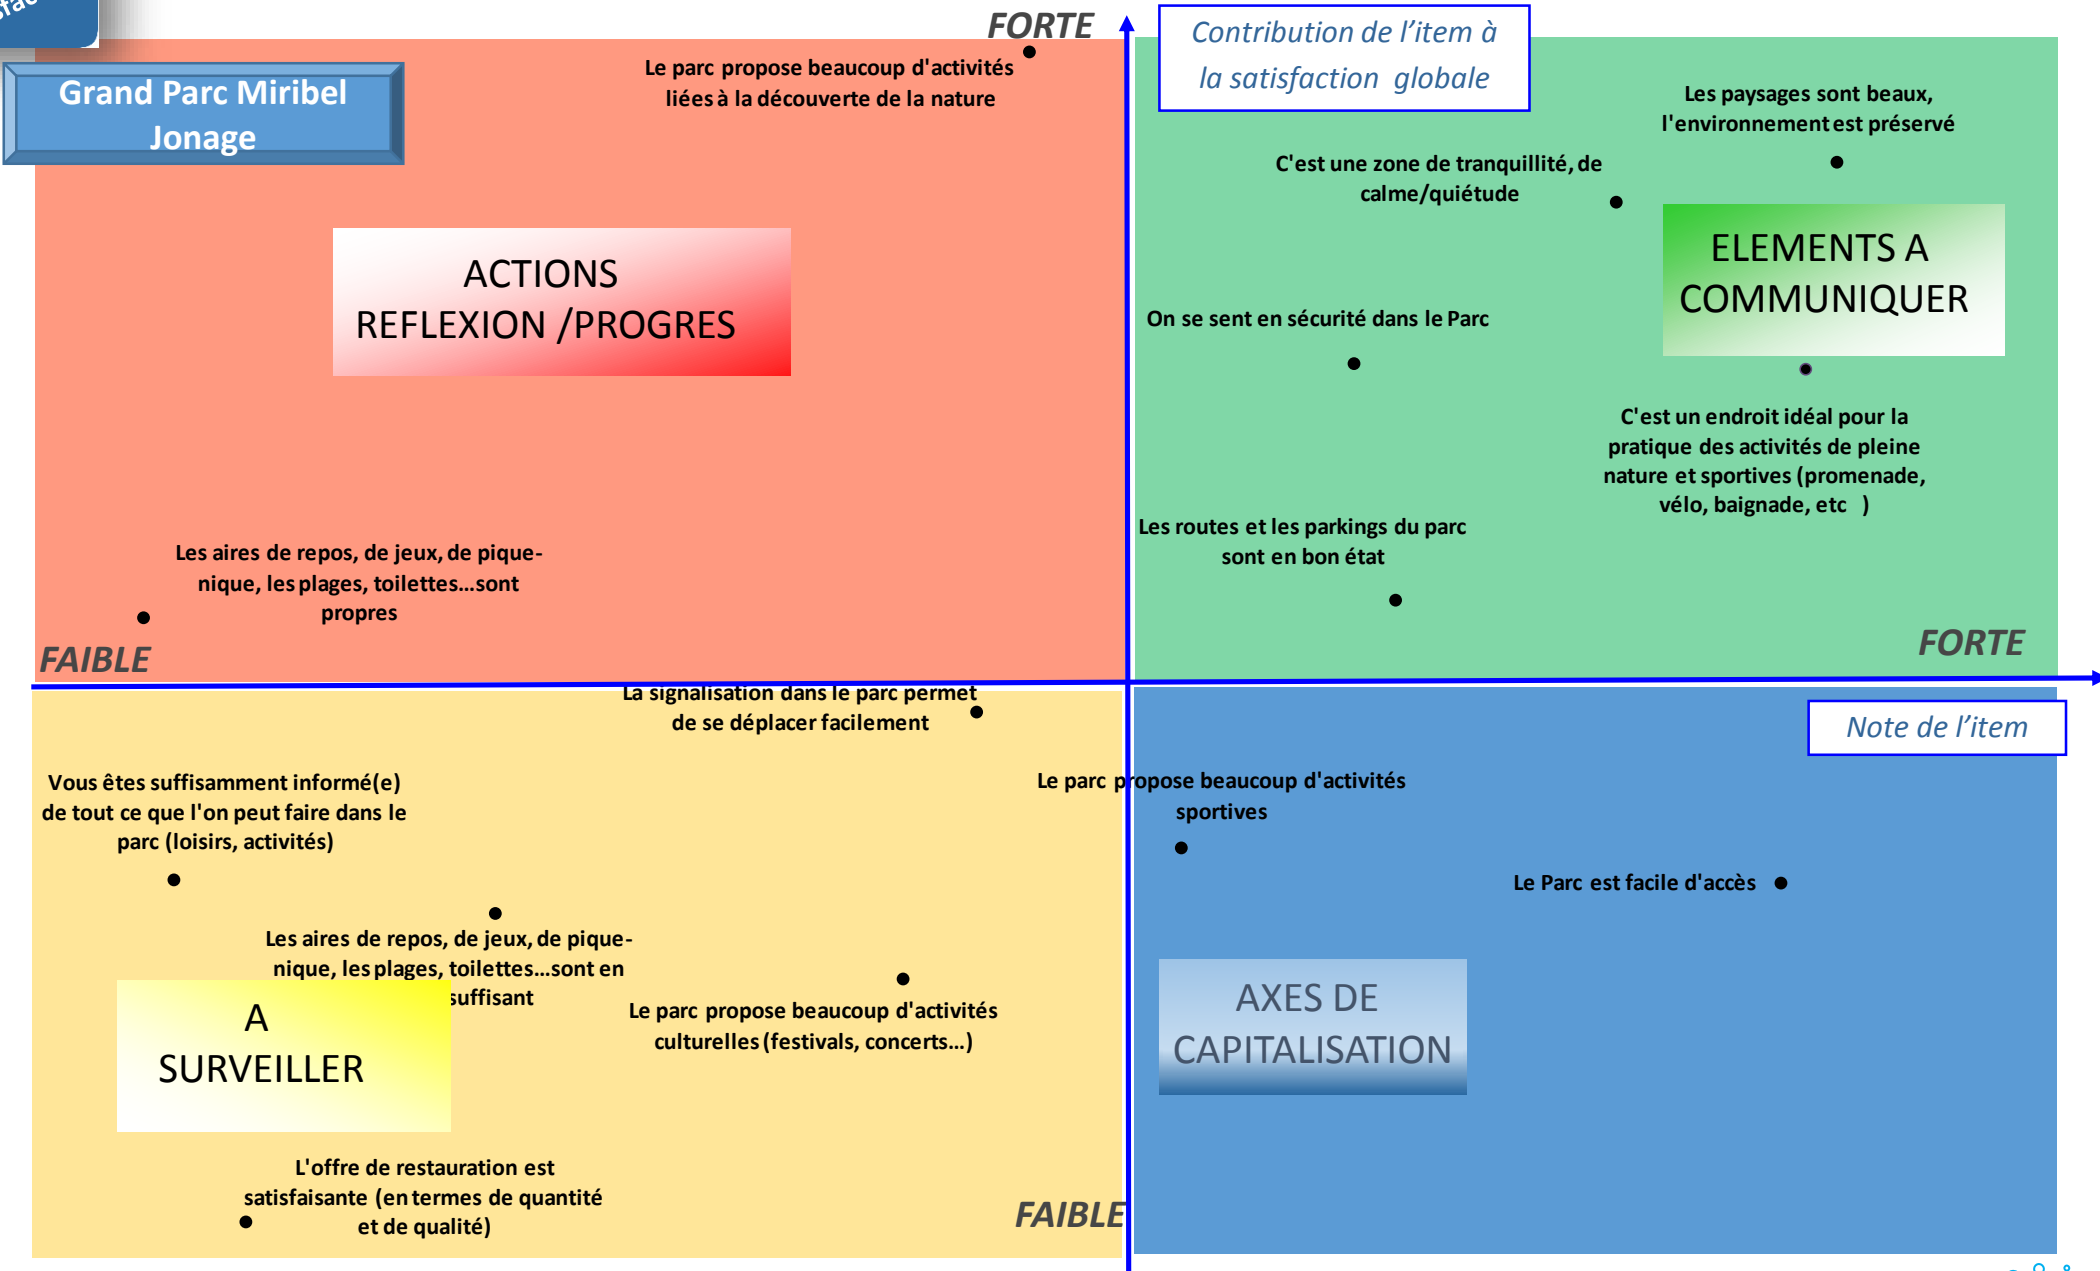 Grand Parc Miribel
Jonage
FORTE
Contribution de l'item à
la satisfaction globale
Le parc propose beaucoup d'activités
liées à la découverte de la nature
Les paysages sont beaux,
l'environnement est préservé
C'est une zone de tranquillité, de
calme/quiétude
ACTIONS
REFLEXION /PROGRES
ELEMENTS A
COMMUNIQUER
On se sent en sécurité dans le Parc
C'est un endroit idéal pour la
pratique des activités de pleine
nature et sportives (promenade,
vélo, baignade, etc )
Les routes et les parkings du parc
sont en bon état
Les aires de repos, de jeux, de pique-
nique, les plages, toilettes...sont
propres
FAIBLE
FORTE
La signalisation dans le parc permet
de se déplacer facilement
Note de l'item
Vous êtes suffisamment informé(e)
de tout ce que l'on peut faire dans le
parc (loisirs, activités)
Le parc propose beaucoup d'activités
sportives
Le Parc est facile d'accès
Les aires de repos, de jeux, de pique-
nique, les plages, toilettes...sont en
suffisant
Le parc propose beaucoup d'activités
culturelles (festivals, concerts...)
A
SURVEILLER
AXES DE
CAPITALISATION
L'offre de restauration est
satisfaisante (en termes de quantité
et de qualité)
FAIBLE